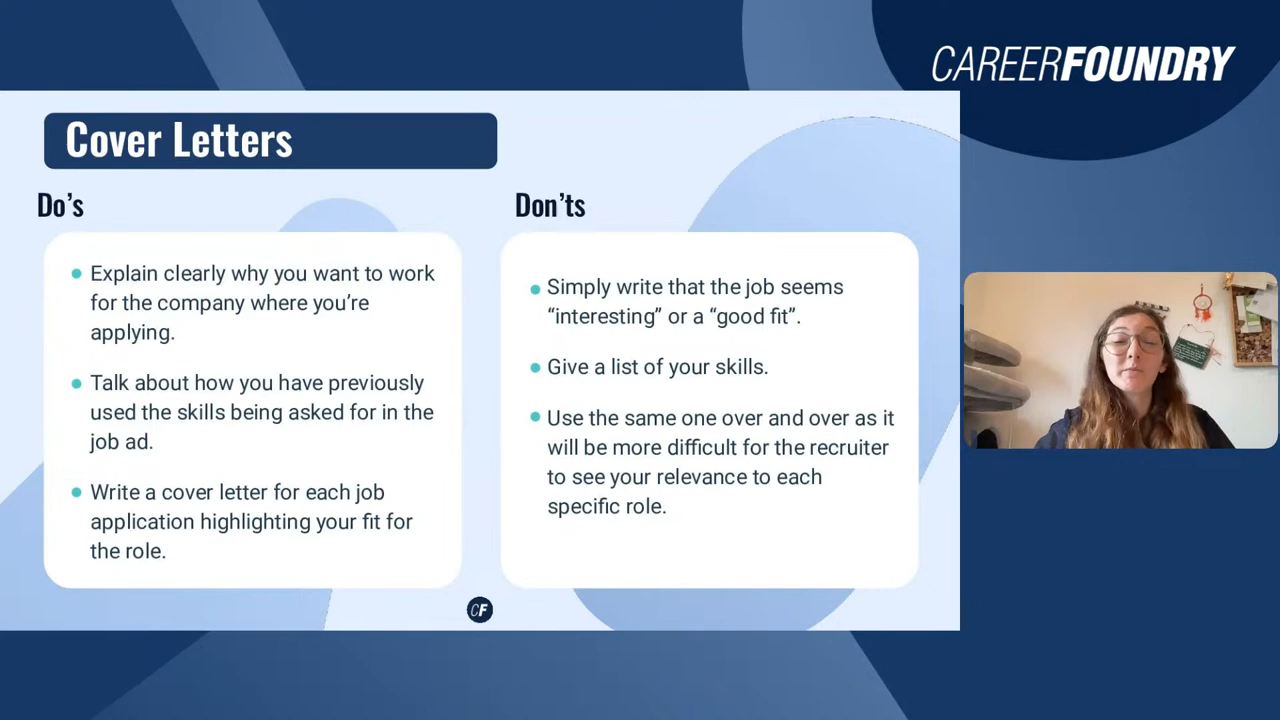 CAREERFOUNDRY
Cover Letters
Do’s
Explain clearly why you want to work
for the company where you’re
applying.
Talk about how you have previously
used the skills being asked for in the
job ad.
Write a cover letter for each job
application highlighting your fit for
the role.
Don’ts
Simply write that the job seems
“interesting” or a “good fit”.
Give a list of your skills.
Use the same one over and over as it
will be more difficult for the recruiter
to see your relevance to each
specific role.
CF